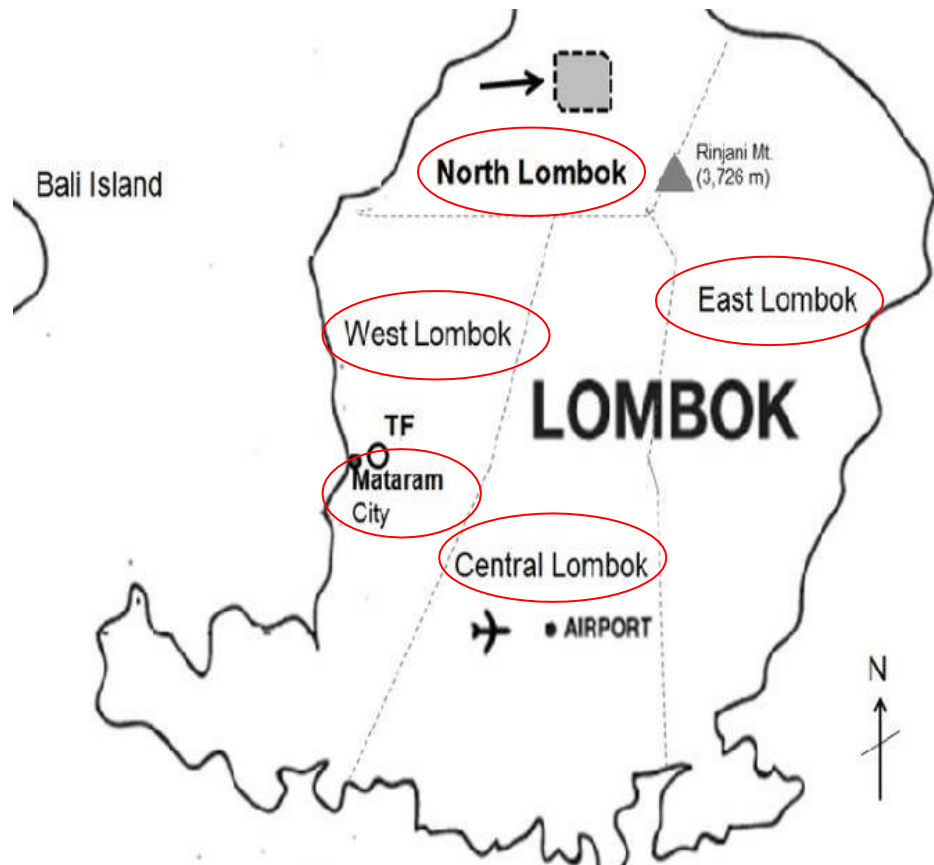 North Lombok
Rinjani Mt.
(3,726 m)
Bali Island
East Lombok
West Lombok
LOMBOK
TF
Mataram
City
Central Lombok
AIRPORT
N